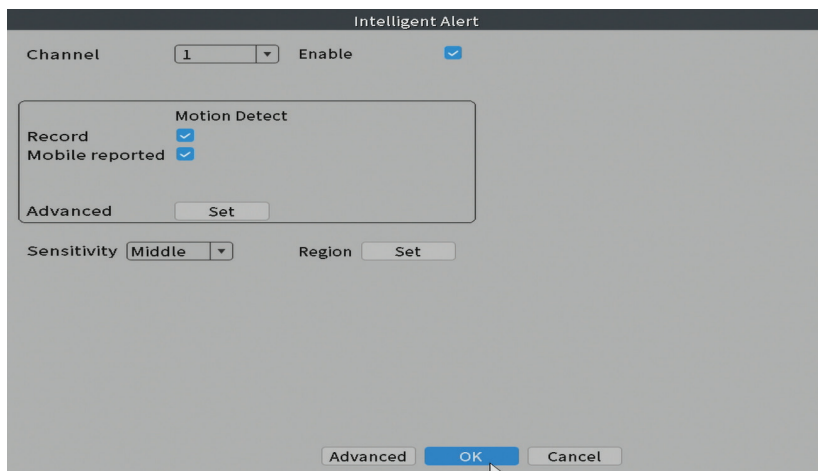 Intelligent Alert
Channel 1 Enable
Motion Detect
Record
Mobile reported
Advanced Set
Sensitivity Middle Region Set
Advanced OK Cancel